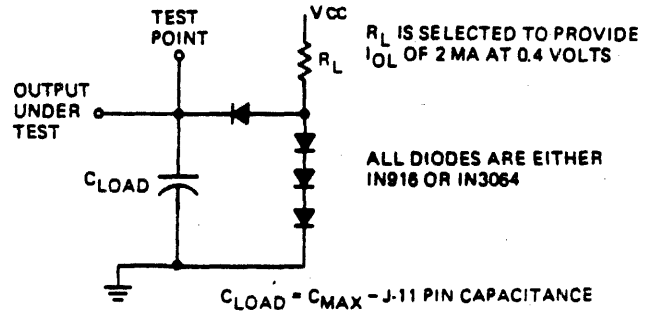 TEST
POINT
VCC
RL IS SELECTED TO PROVIDE
IOL OF 2 MA AT 0.4 VOLTS
RL
OUTPUT
UNDER
TEST
ALL DIODES ARE EITHER
IN916 OR IN3064
CLOAD
CLOAD = CMAX - J-11 PIN CAPACITANCE